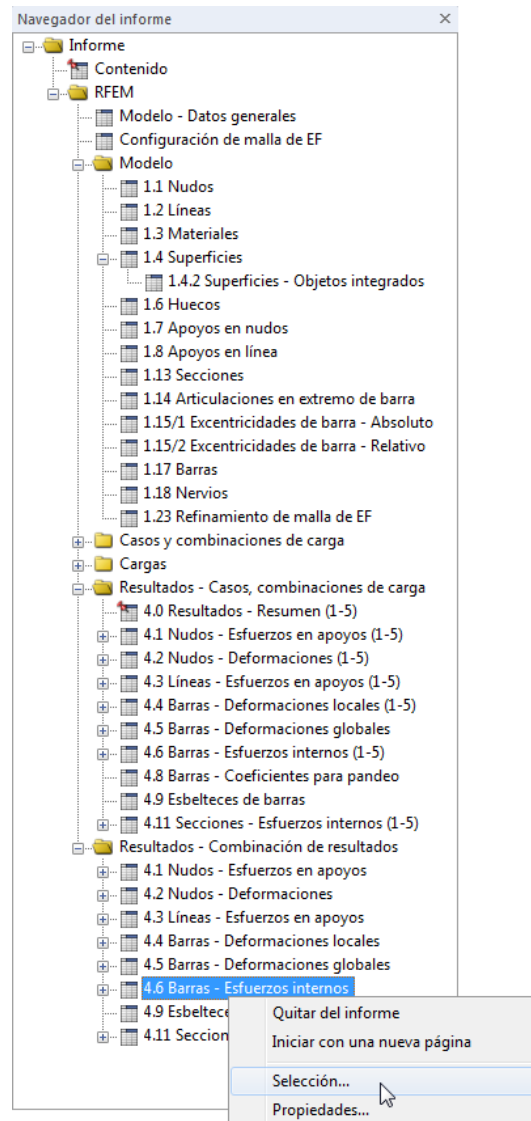 Navegador del informe
Informe
Contenido
RFEM
Modelo - Datos generales
Configuración de malla de EF
Modelo
1.1 Nudos
1.2 Líneas
1.3 Materiales
1.4 Superficies
1.4.2 Superficies - Objetos integrados
1.6 Huecos
1.7 Apoyos en nudos
1.8 Apoyos en línea
1.13 Secciones
1.14 Articulaciones en extremo de barra
1.15/1 Excentricidades de barra - Absoluto
1.15/2 Excentricidades de barra - Relativo
1.17 Barras
1.18 Nervios
1.23 Refinamiento de malla de EF
Casos y combinaciones de carga
Cargas
Resultados - Casos, combinaciones de carga
4.0 Resultados - Resumen (1-5)
4.1 Nudos - Esfuerzos en apoyos (1-5)
4.2 Nudos - Deformaciones (1-5)
4.3 Líneas - Esfuerzos en apoyos (1-5)
4.4 Barras - Deformaciones locales (1-5)
4.5 Barras - Deformaciones globales
4.6 Barras - Esfuerzos internos (1-5)
4.8 Barras - Coeficientes para pandeo
4.9 Esbelteces de barras
4.11 Secciones - Esfuerzos internos (1-5)
Resultados - Combinación de resultados
4.1 Nudos - Esfuerzos en apoyos
4.2 Nudos - Deformaciones
4.3 Líneas - Esfuerzos en apoyos
4.4 Barras - Deformaciones locales
4.5 Barras - Deformaciones globales
4.6 Barras - Esfuerzos internos
4.9 Esbeltece
4.11 Seccion
Quitar del informe
Iniciar con una nueva página
Selección...
Propiedades...